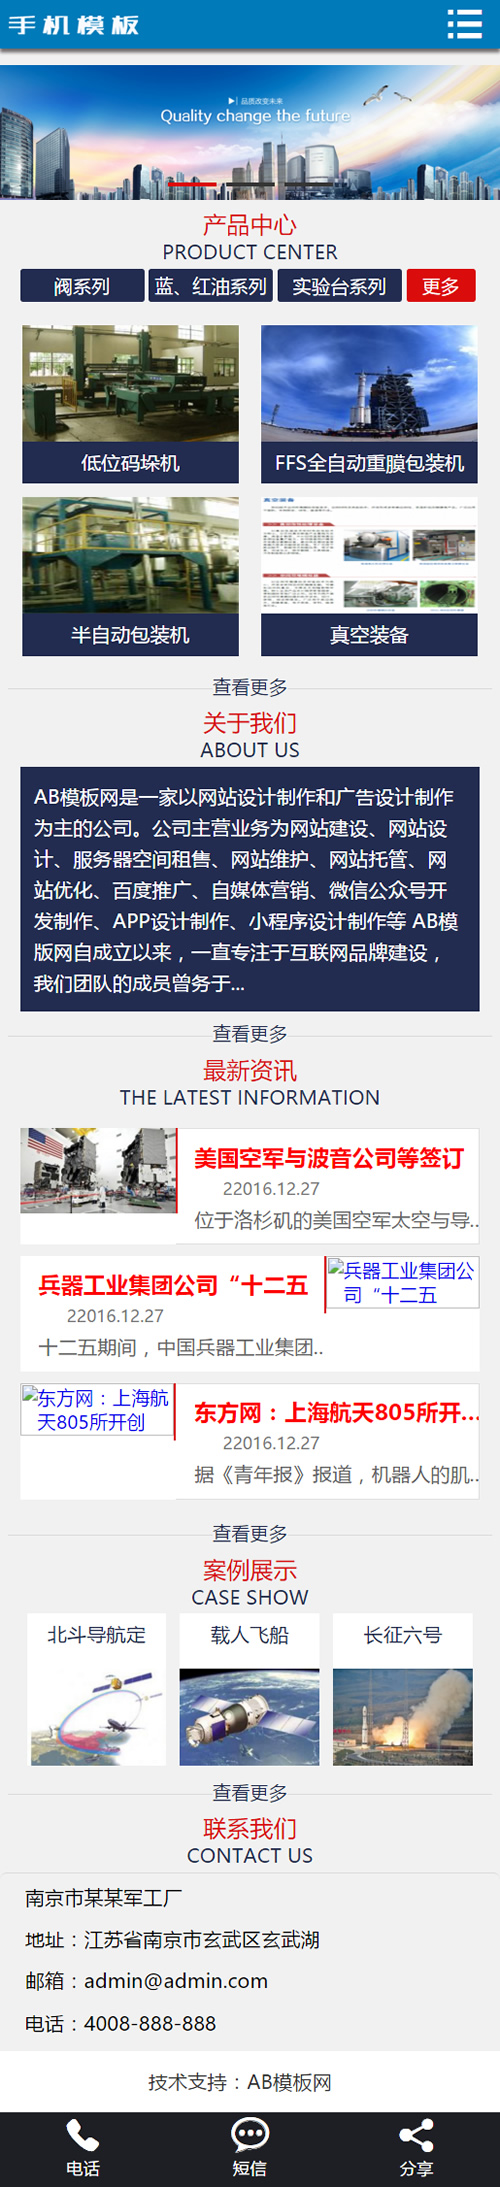 手机模板
品质改变未来
Quality change the future
产品中心
PRODUCT CENTER
阀系列
蓝、红油系列
实验台系列
更多
低位码垛机
FFS全自动重膜包装机
真空装备
半自动包装机
真空装备
查看更多
关于我们
ABOUT US
AB模板网是一家以网站设计制作和广告设计制作
为主的公司。公司主营业务为网站建设、网站设
计、服务器空间租售、网站维护、网站托管、网
站优化、百度推广、自媒体营销、微信公众号开
发制作、APP设计制作、小程序设计制作等 AB模
版网自成立以来，一直专注于互联网品牌建设，
我们团队的成员曾务于...
查看更多
最新资讯
THE LATEST INFORMATION
美国空军与波音公司等签订
22016.12.27
位于洛杉矶的美国空军太空与导..
兵器工业集团公司“十二五
22016.12.27
十二五期间，中国兵器工业集团..
兵器工业集团公
司“十二五
东方网：上海航
天805所开创
东方网：上海航天805所开...
22016.12.27
据《青年报》报道，机器人的肌..
查看更多
案例展示
CASE SHOW
北斗导航定
载人飞船
长征六号
查看更多
联系我们
CONTACT US
南京市某某军工厂
地址：江苏省南京市玄武区玄武湖
邮箱：admin@admin.com
电话：4008-888-888
技术支持：AB模板网
电话
短信
分享